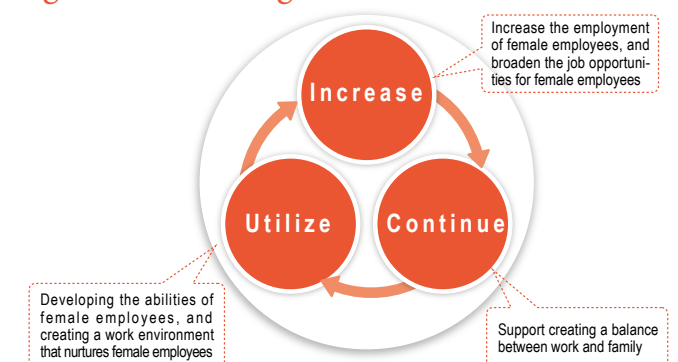 Increase the employment
of female employees, and
broaden the job opportuni-
ties for female employees
Increase
Utilize
Continue
Developing the abilities of
female employees, and
creating a work environment
that nurtures female employees
Support creating a balance
between work and family